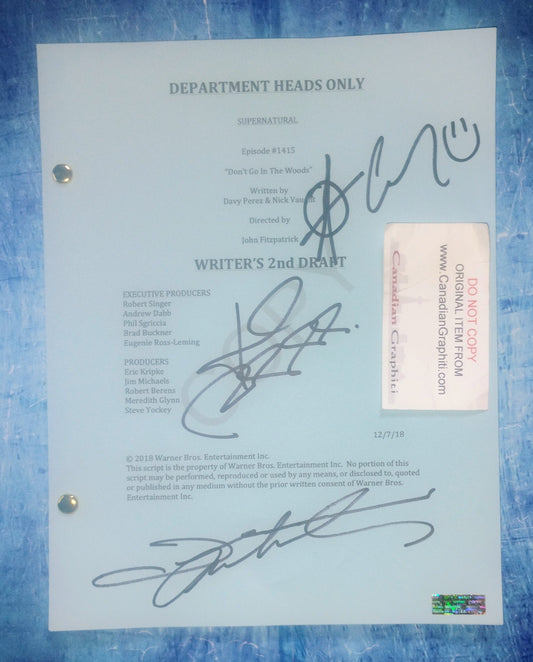 DEPARTMENT HEADS ONLY
SUPERNATURAL
Episode #1415
"Don't Go In The Woods"
Written by
Davy Perez & Nick Vaught
Directed by
John Fitzpatrick
WRITER'S 2nd DRAFT
EXECUTIVE PRODUCERS
Robert Singer
Andrew Dabb
Phil Sgriccia
Brad Buckner
Eugenie Ross-Leming
PRODUCERS
Eric Kripke
Jim Michaels
Robert Berens
Meredith Glynn
Steve Yockey
12/7/18
© 2018 Warner Bros. Entertainment Inc.
This script is the property of Warner Bros. Entertainment Inc. No portion of this
script may be performed, reproduced or used by any means, or disclosed to, quoted
or published in any medium without the prior written consent of Warner Bros.
Entertainment Inc.
DO NOT COPY
ORIGINAL ITEM FROM
www.CanadianGraphiti.com
Canadian Graphiti